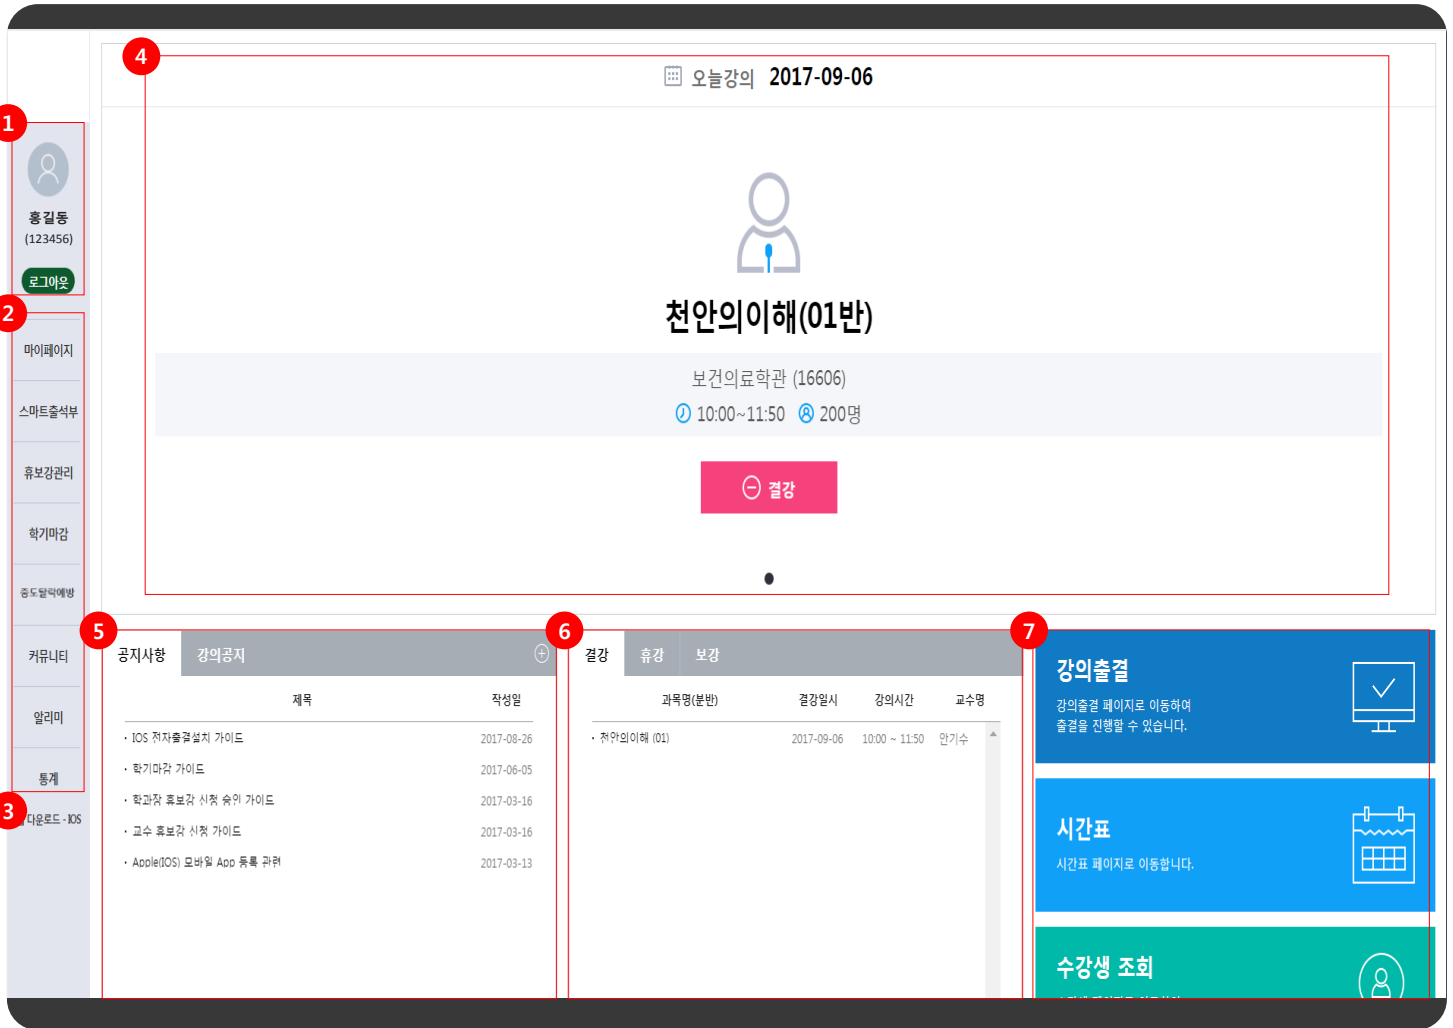 4
오늘강의 2017-09-06
1
홍길동
(123456)
로그아웃
천안의이해(01반)
보건의료학관 (16606)
10:00~11:50 200명
결강
2
마이페이지
스마트출석부
휴보강관리
학기마감
중도탈락예방
커뮤니티
알리미
통계
3
다운로드 - IOS
5
공지사항 강의공지
제목 작성일
· IOS 전자출결설치 가이드 2017-08-26
· 학기마감 가이드 2017-06-05
· 학과장 휴보강 신청 승인 가이드 2017-03-16
· 교수 휴보강 신청 가이드 2017-03-16
· Apple(IOS) 모바일 App 등록 관련 2017-03-13
6
결강 휴강 보강
과목명(분반) 결강일시 강의시간 교수명
· 천안의이해 (01) 2017-09-06 10:00 ~ 11:50 안기수
7
강의출결
강의출결 페이지로 이동하여
출결을 진행할 수 있습니다.
시간표
시간표 페이지로 이동합니다.
수강생 조회